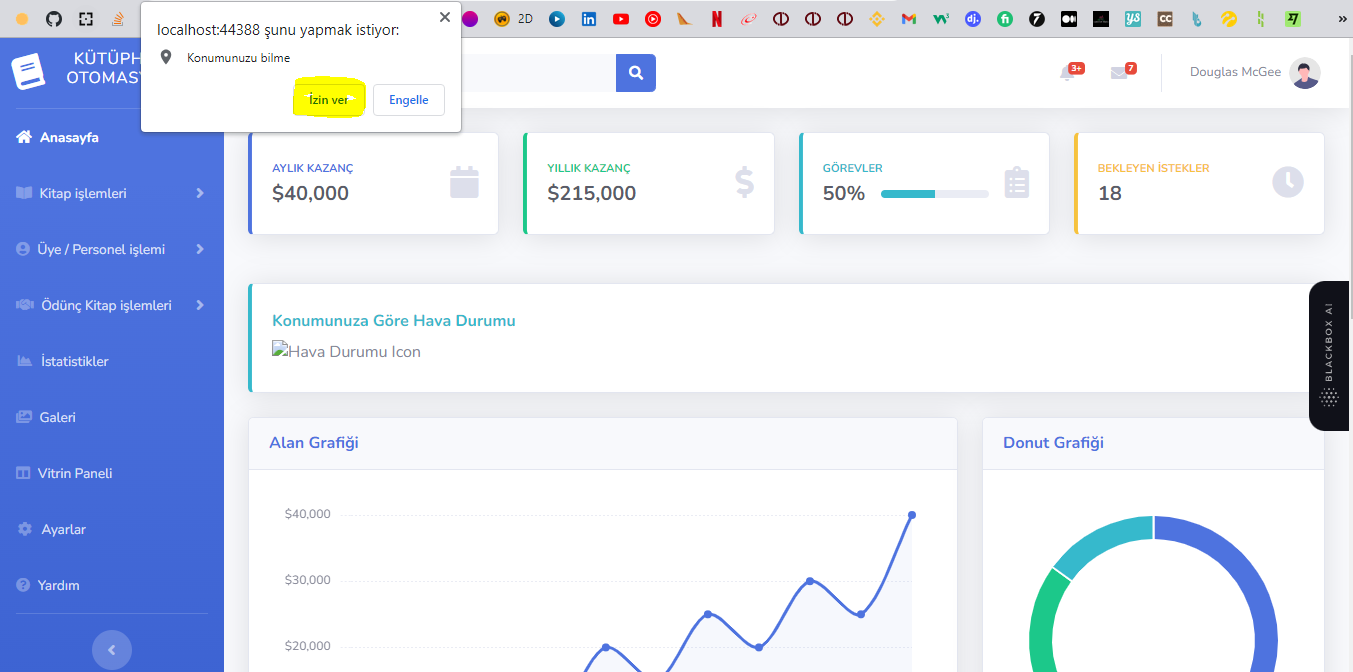 localhost:44388 şunu yapmak istiyor:
Konumunuzu bilme
İzin ver
Engelle
2D
CC
KÜTÜPH
OTOMASY
3+
7
Douglas McGee
Anasayfa
Kitap işlemleri
Üye / Personel işlemi
Ödünç Kitap işlemleri
İstatistikler
Galeri
Vitrin Paneli
Ayarlar
Yardım
AYLIK KAZANÇ
$40,000
YILLIK KAZANÇ
$215,000
GÖREVLER
50%
BEKLEYEN İSTEKLER
18
Konumunuza Göre Hava Durumu
Hava Durumu Icon
BLACKBOX AI
Alan Grafiği
$40,000
$30,000
$20,000
Donut Grafiği